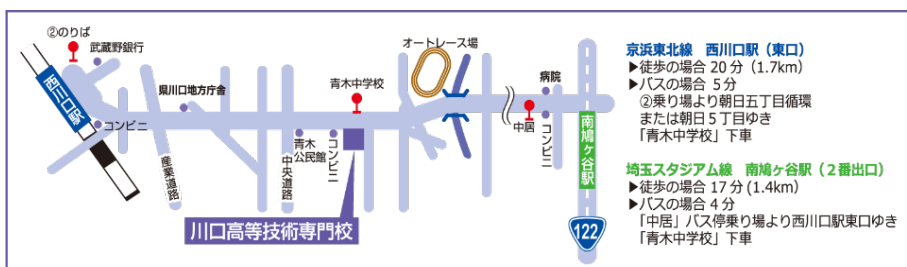 ②のりば
武蔵野銀行
西川口駅
コンビニ
県川口地方庁舎
産業道路
青木
公民館
中央道路
コンビニ
青木中学校
川口高等技術専門校
オートレース場
病院
中居
コンビニ
南鳩ヶ谷駅
122
京浜東北線 西川口駅（東口）
▶徒歩の場合 20分（1.7km）
▶バスの場合 5分
②乗り場より朝日五丁目循環
または朝日5丁目ゆき
「青木中学校」下車
埼玉スタジアム線 南鳩ヶ谷駅（2番出口）
▶徒歩の場合 17分（1.4km）
▶バスの場合 4分
「中居」バス停乗り場より西川口駅東口ゆき
「青木中学校」下車